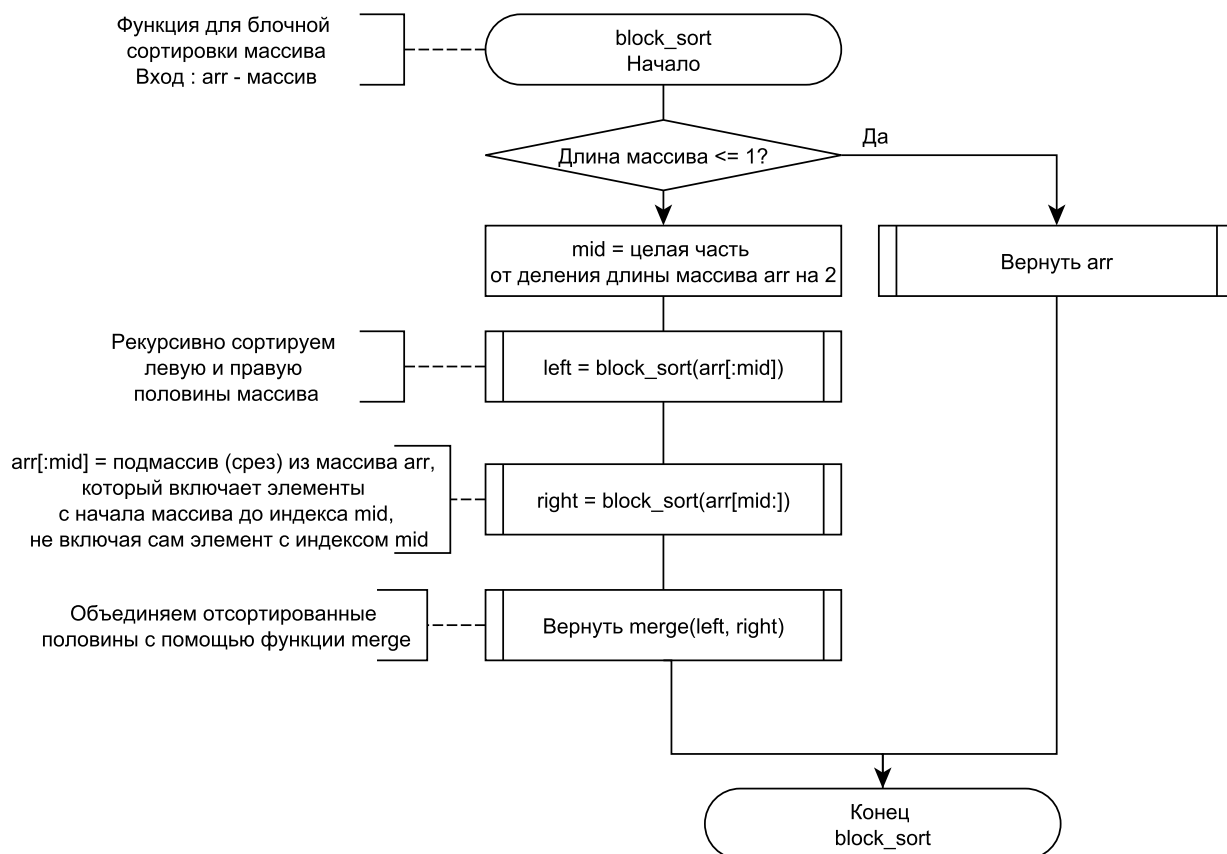 Функция для блочной
сортировки массива
Вход : arr - массив
block_sort
Начало
Длина массива <= 1?
Да
mid = целая часть
от деления длины массива arr на 2
Вернуть arr
Рекурсивно сортируем
левую и правую
половины массива
left = block_sort(arr[:mid])
arr[:mid] = подмассив (срез) из массива arr,
который включает элементы
с начала массива до индекса mid,
не включая сам элемент с индексом mid
right = block_sort(arr[mid:])
Объединяем отсортированные
половины с помощью функции merge
Вернуть merge(left, right)
Конец
block_sort